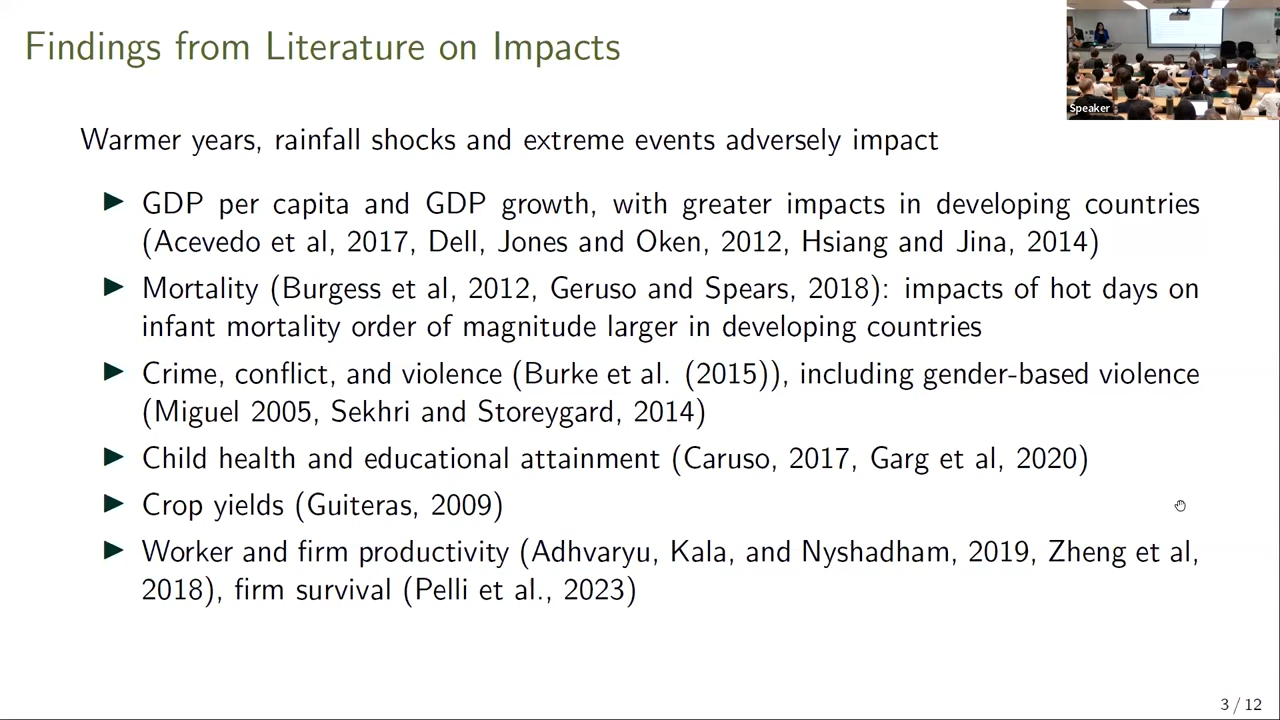 Findings from Literature on Impacts
Speaker
Warmer years, rainfall shocks and extreme events adversely impact
▶ GDP per capita and GDP growth, with greater impacts in developing countries
(Acevedo et al, 2017, Dell, Jones and Oken, 2012, Hsiang and Jina, 2014)
▶ Mortality (Burgess et al, 2012, Geruso and Spears, 2018): impacts of hot days on
infant mortality order of magnitude larger in developing countries
▶ Crime, conflict, and violence (Burke et al. (2015)), including gender-based violence
(Miguel 2005, Sekhri and Storeygard, 2014)
▶ Child health and educational attainment (Caruso, 2017, Garg et al, 2020)
▶ Crop yields (Guiteras, 2009)
▶ Worker and firm productivity (Adhvaryu, Kala, and Nyshadham, 2019, Zheng et al,
2018), firm survival (Pelli et al., 2023)
3 / 12